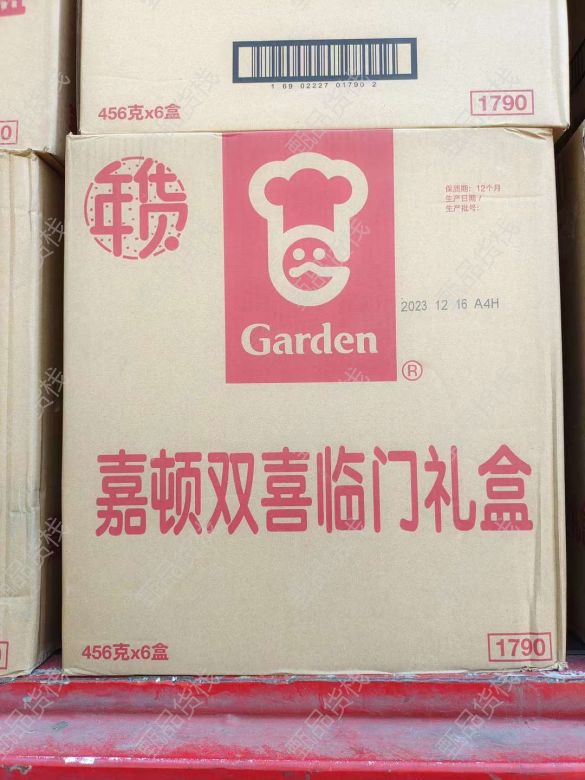 1 69 02227 01790 2
456克x6盒
1790
年货
保质期: 12个月
生产日期/
生产批号:
2023 12 16 A4H
Garden
®
嘉顿双喜临门礼盒
456克x6盒
1790